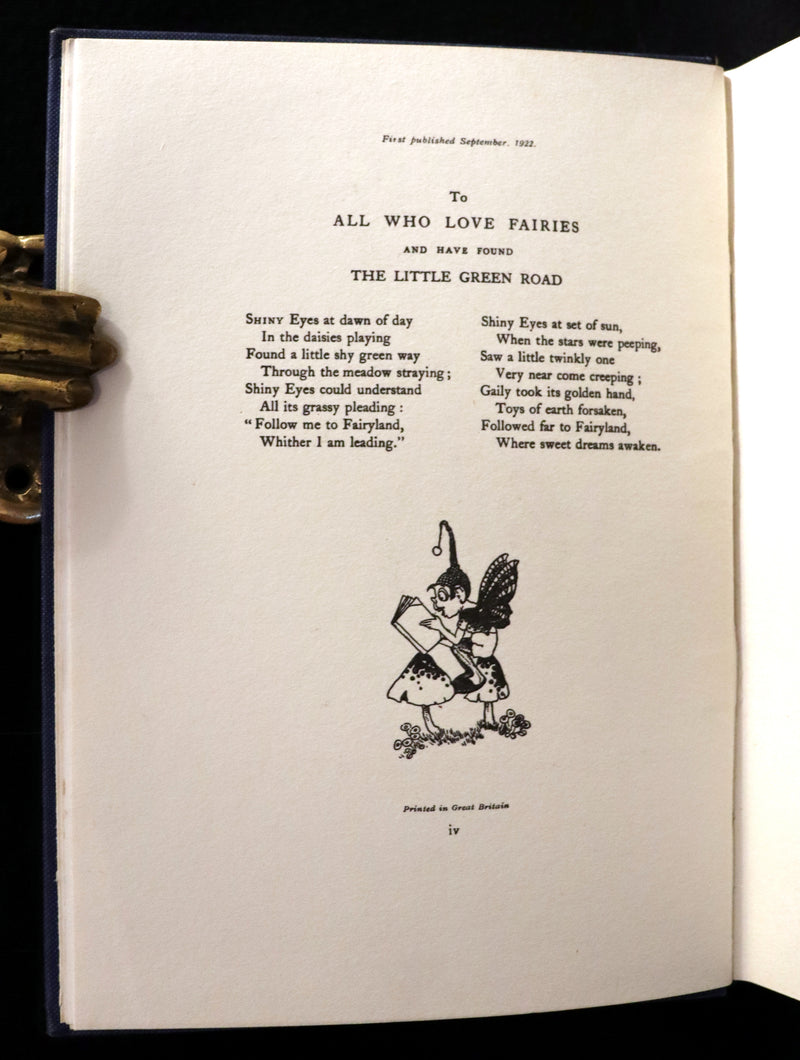 First published September. 1922.
To
ALL WHO LOVE FAIRIES
AND HAVE FOUND
THE LITTLE GREEN ROAD
SHINY Eyes at dawn of day
In the daisies playing
Found a little shy green way
Through the meadow straying;
Shiny Eyes could understand
All its grassy pleading:
"Follow me to Fairyland,
Whither I am leading."
Shiny Eyes at set of sun,
When the stars were peeping,
Saw a little twinkly one
Very near come creeping;
Gaily took its golden hand,
Toys of earth forsaken,
Followed far to Fairyland,
Where sweet dreams awaken.
Printed in Great Britain
iv